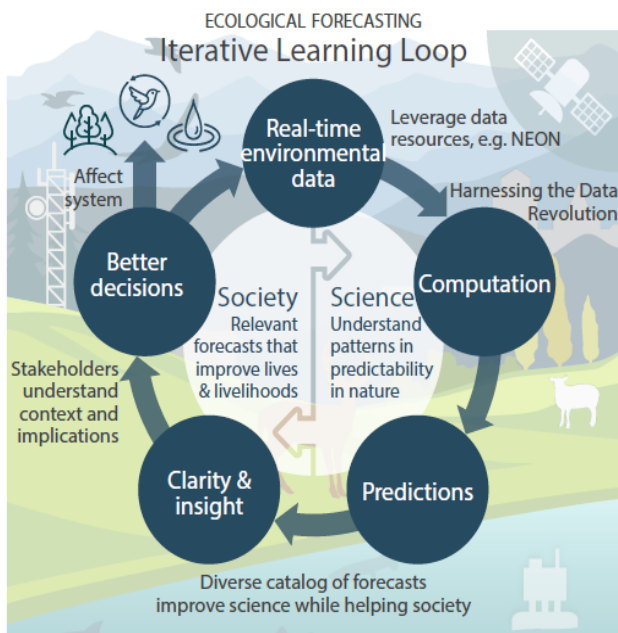 ECOLOGICAL FORECASTING
Iterative Learning Loop
Real-time
environmental
data
Leverage data
resources, e.g. NEON
Harnessing the Data
Revolution
Computation
Affect
system
Better
decisions
Society
Relevant
forecasts that
improve lives
& livelihoods
Science
Understand
patterns in
predictability
in nature
Stakeholders
understand
context and
implications
Clarity &
insight
Predictions
Diverse catalog of forecasts
improve science while helping society